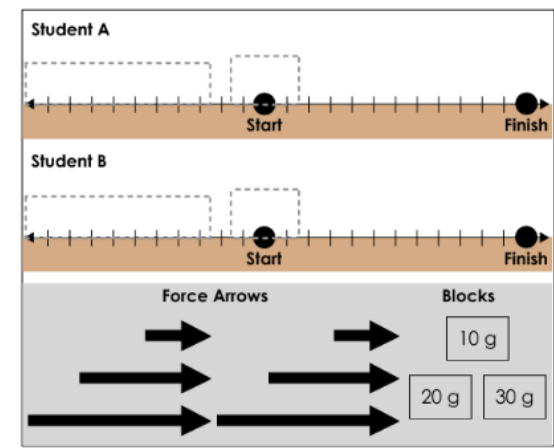 Student A
Start Finish
Student B
Start Finish
Force Arrows Blocks
10 g
20 g 30 g